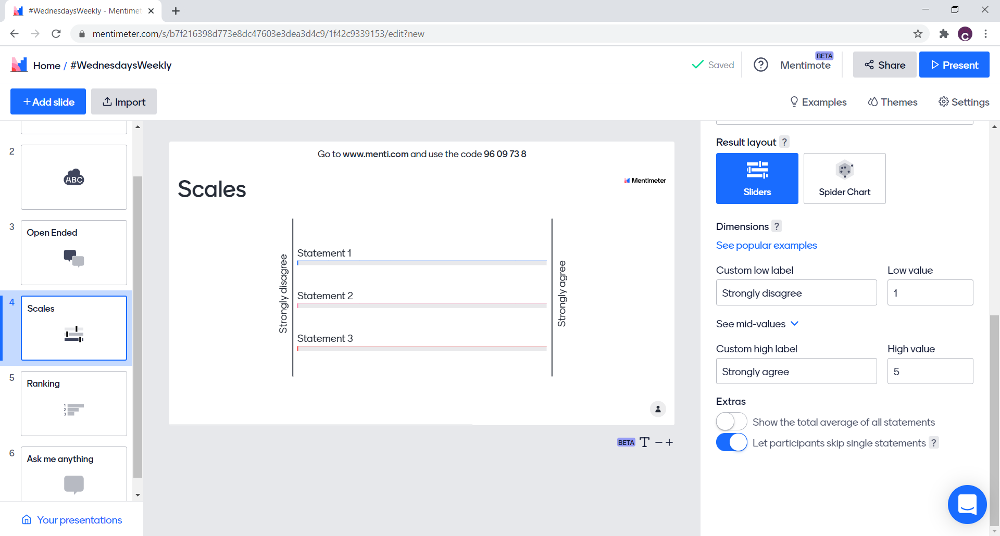 #WednesdaysWeekly - Mentimet
mentimeter.com/s/b7f216398d773e8dc47603e3dea3d4c9/1f42c9339153/edit?new
C
Home / #WednesdaysWeekly
Saved
?
Mentimote
BETA
Share
Present
+ Add slide
Import
Examples
Themes
Settings
2
ABC
3
Open Ended
4
Scales
5
Ranking
1
2
3
6
Ask me anything
Your presentations
Go to www.menti.com and use the code 96 09 73 8
Scales
Mentimeter
Strongly disagree
Statement 1
Statement 2
Statement 3
Strongly agree
BETA T − +
Result layout ?
Sliders
Spider Chart
Dimensions ?
See popular examples
Custom low label
Low value
Strongly disagree
1
See mid-values
Custom high label
High value
Strongly agree
5
Extras
Show the total average of all statements
Let participants skip single statements ?